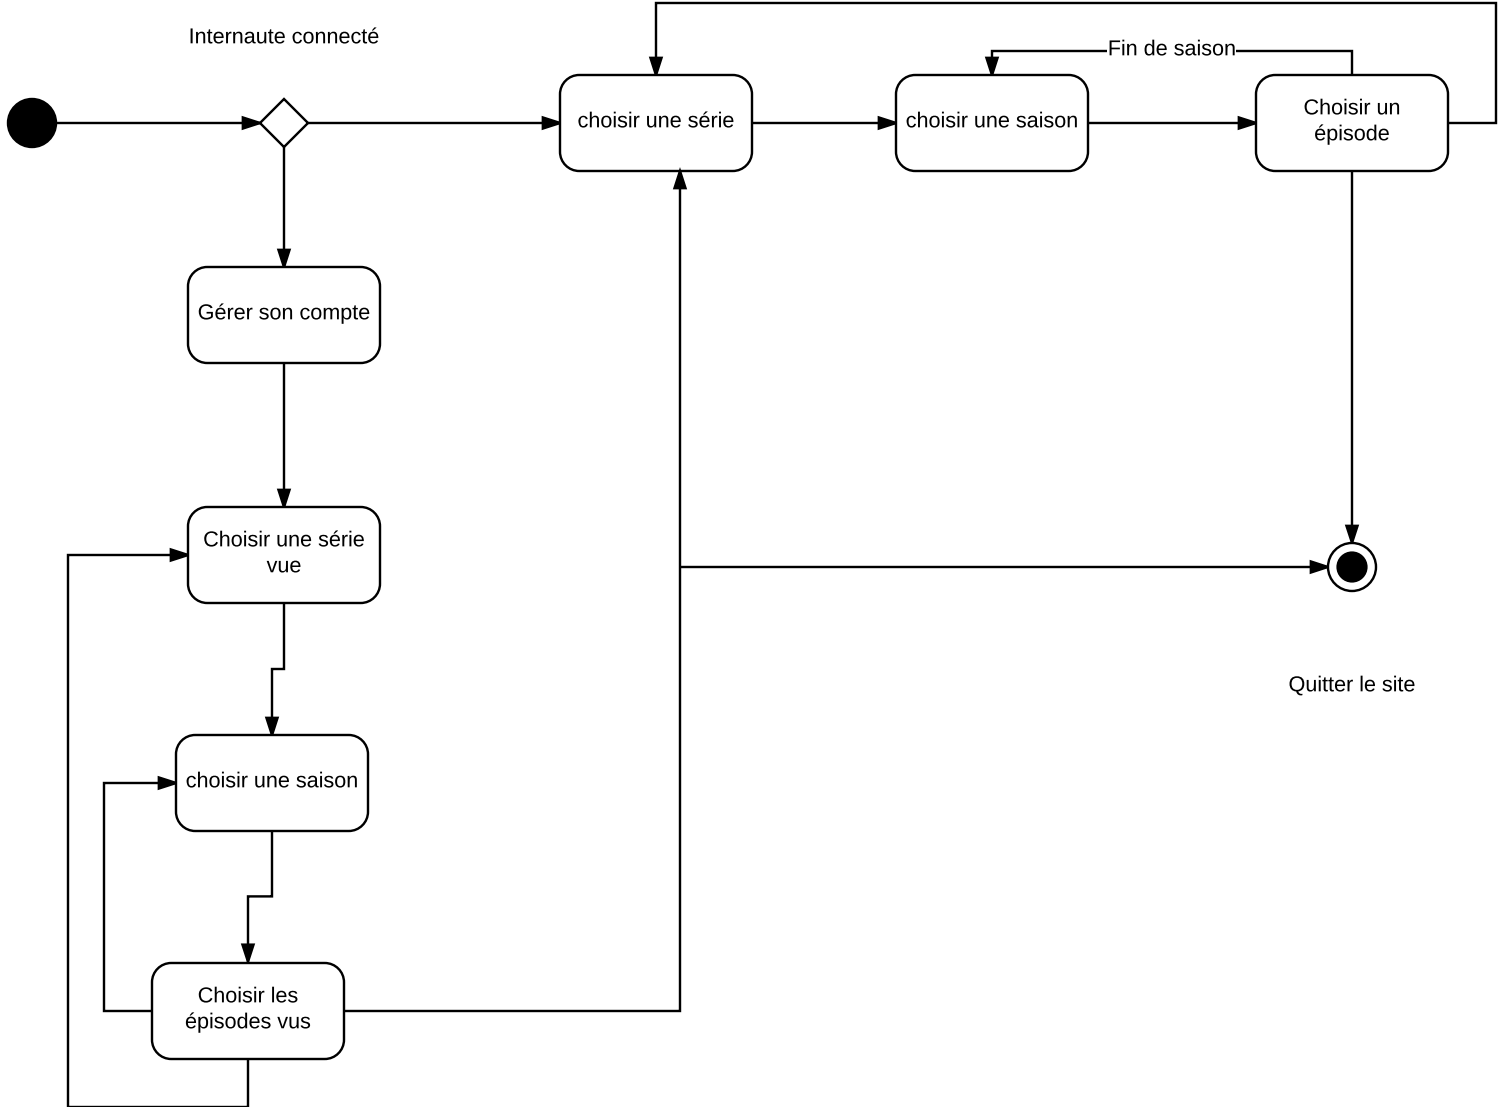 Internaute connecté
Fin de saison
choisir une série
choisir une saison
Choisir un
épisode
Gérer son compte
Choisir une série
vue
Quitter le site
choisir une saison
Choisir les
épisodes vus